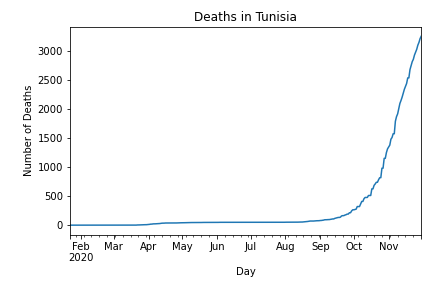 Deaths in Tunisia
Number of Deaths
3000
2500
2000
1500
1000
500
0
Feb Mar Apr May Jun Jul Aug Sep Oct Nov
2020
Day